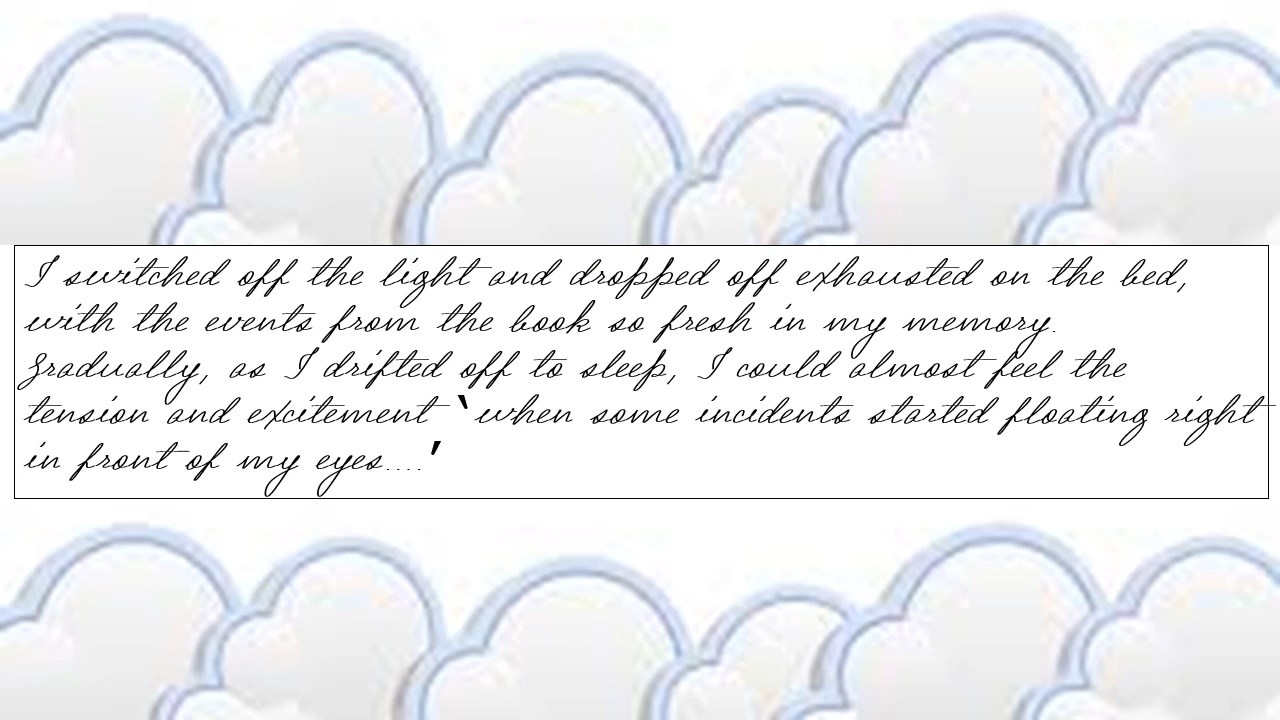 I switched off the light and dropped off exhausted on the bed,
with the events from the book so fresh in my memory.
Gradually, as I drifted off to sleep, I could almost feel the
tension and excitement `when some incidents started floating right
in front of my eyes....'